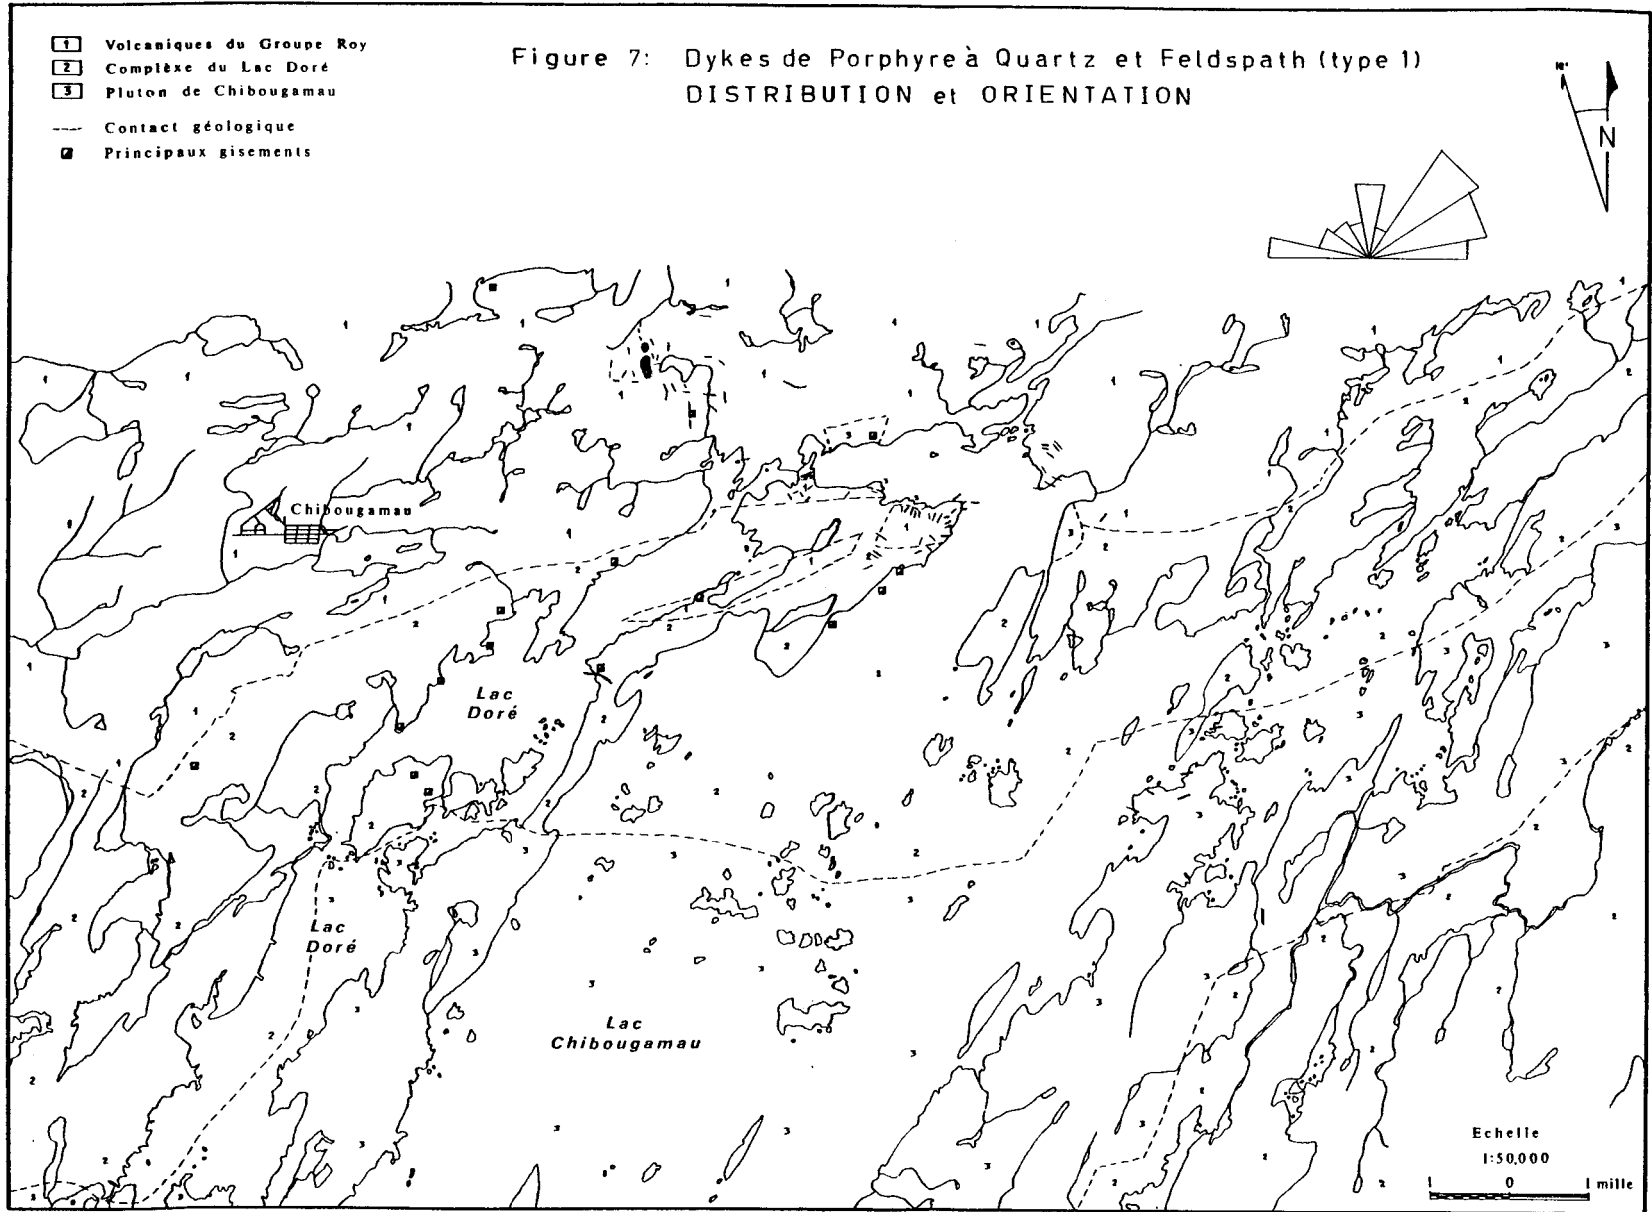 1 Volcaniques du Groupe Roy
2 Complèxe du Lac Doré
3 Pluton de Chibougamau
Contact géologique
Principaux gisements
Figure 7: Dykes de Porphyre à Quartz et Feldspath (type 1)
DISTRIBUTION et ORIENTATION
N
Chibougamau
Lac
Doré
Lac
Doré
Lac
Chibougamau
Echelle
1:50,000
1 0 1 mille